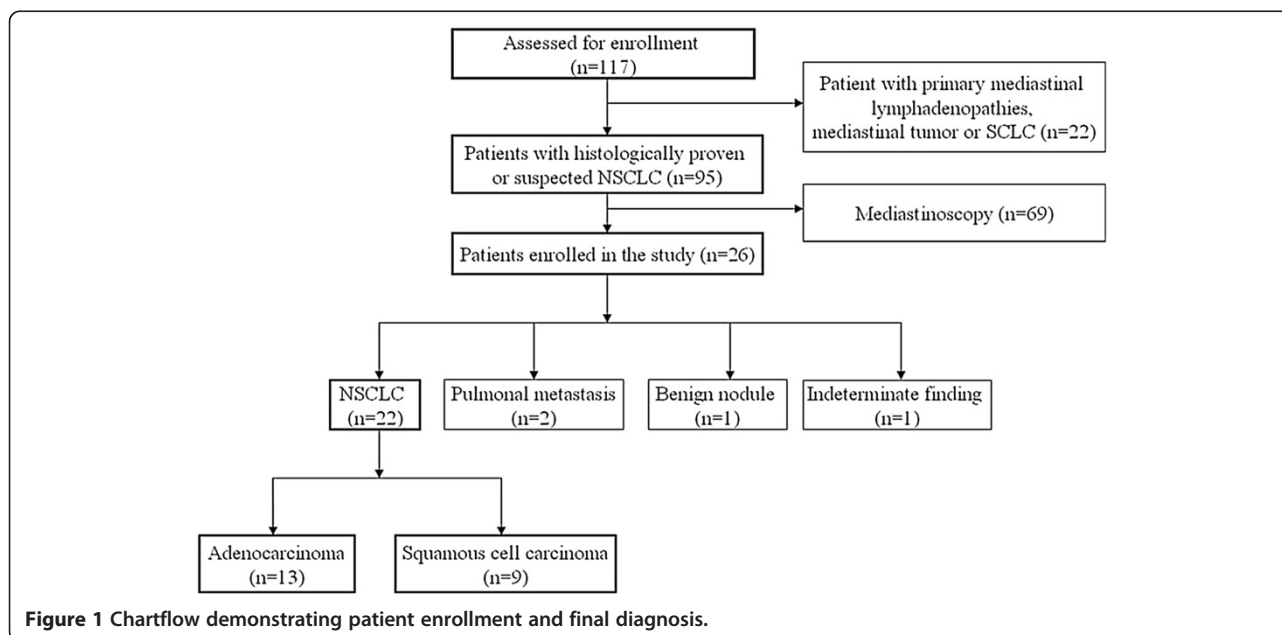 Assessed for enrollment
(n=117)
Patient with primary mediastinal
lymphadenopathies,
mediastinal tumor or SCLC (n=22)
Patients with histologically proven
or suspected NSCLC (n=95)
Mediastinoscopy (n=69)
Patients enrolled in the study (n=26)
NSCLC
(n=22)
Pulmonal metastasis
(n=2)
Benign nodule
(n=1)
Indeterminate finding
(n=1)
Adenocarcinoma
(n=13)
Squamous cell carcinoma
(n=9)
Figure 1 Chartflow demonstrating patient enrollment and final diagnosis.